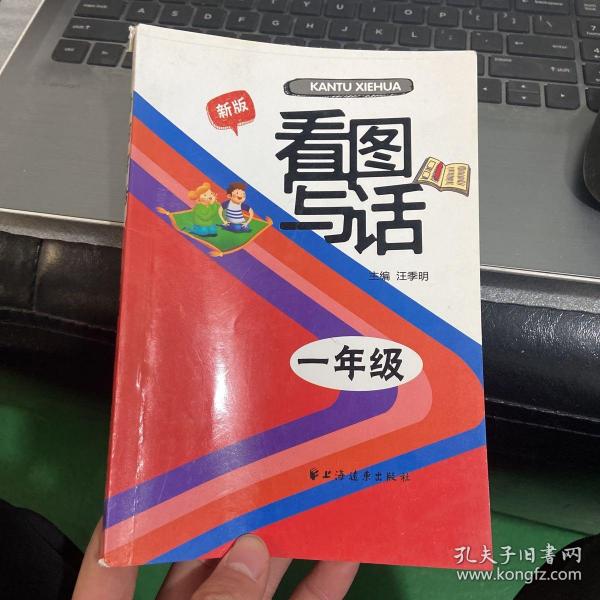 KANTU XIEHUA
新版
看图
写话
主编 汪季明
一年级
上海远东出版社
孔夫子旧书网
www.kongfz.com